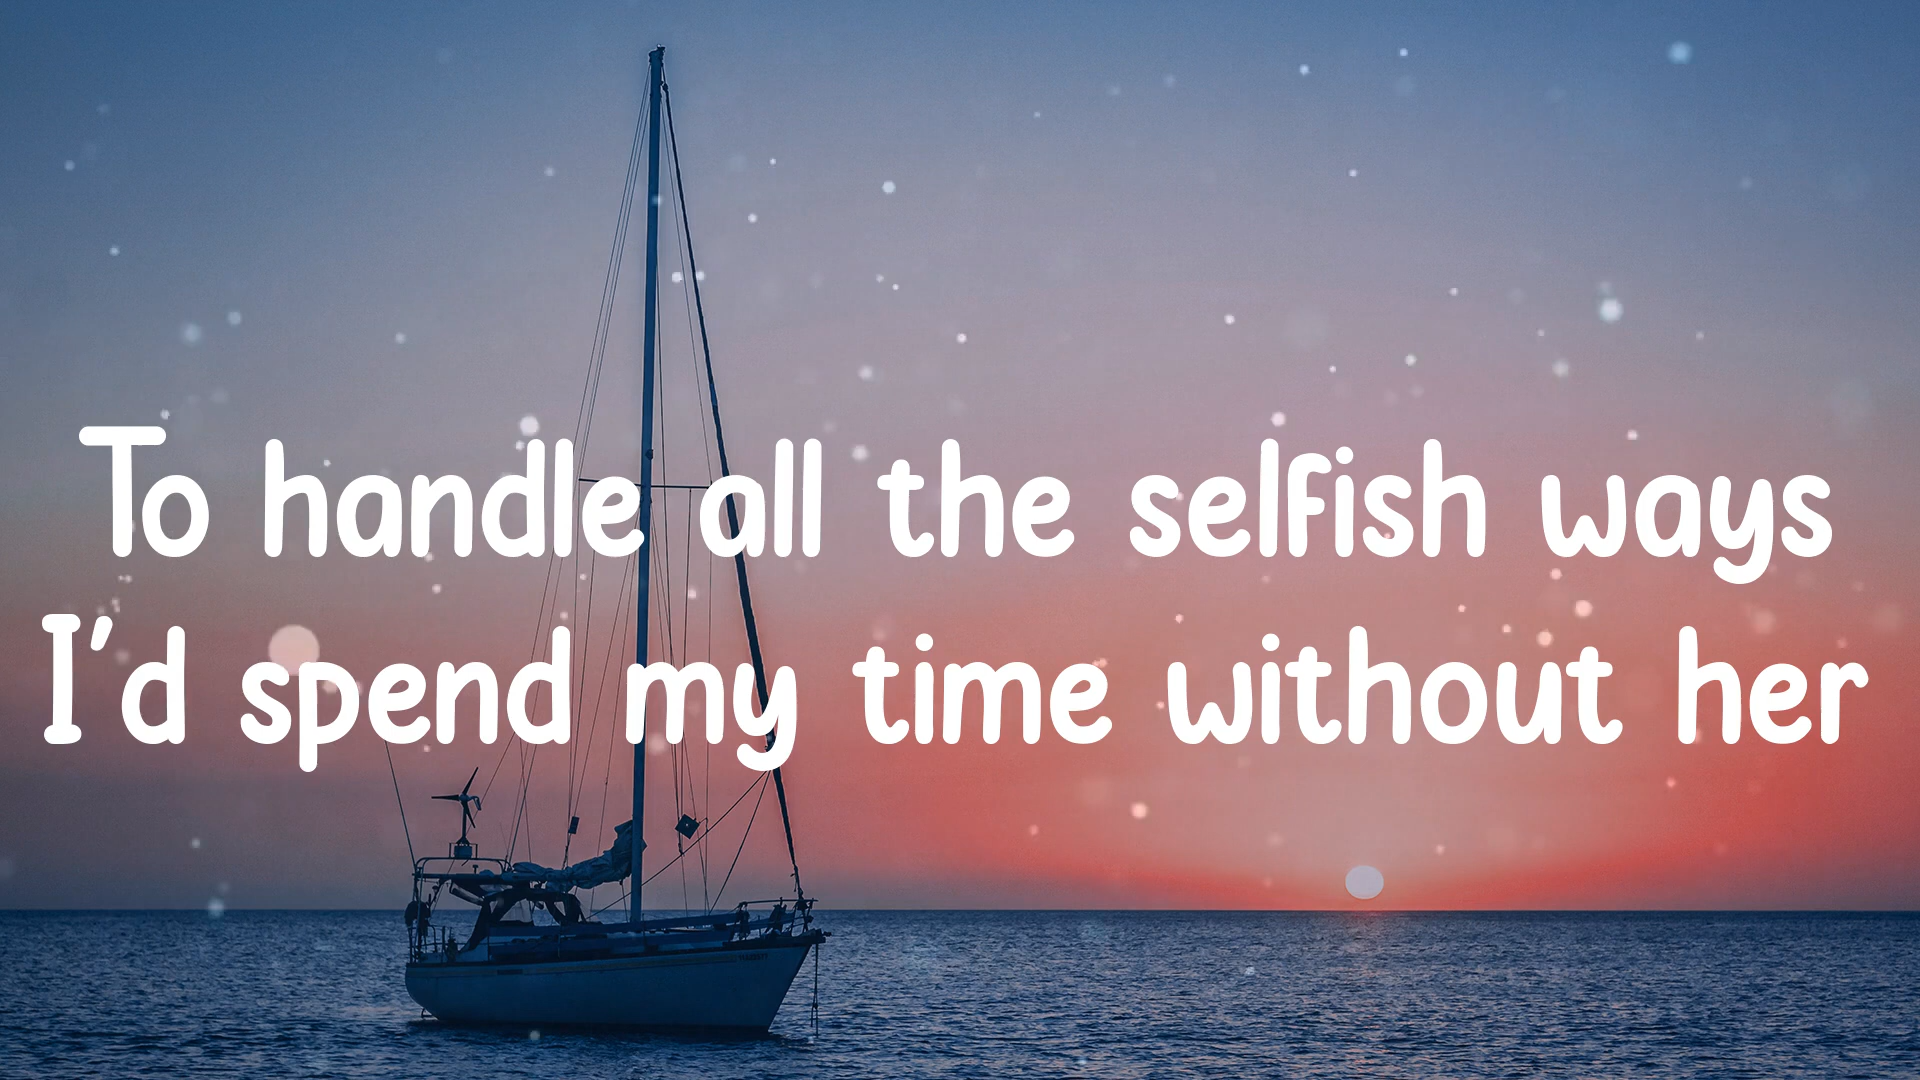 To handle all the selfish ways
I'd spend my time without her